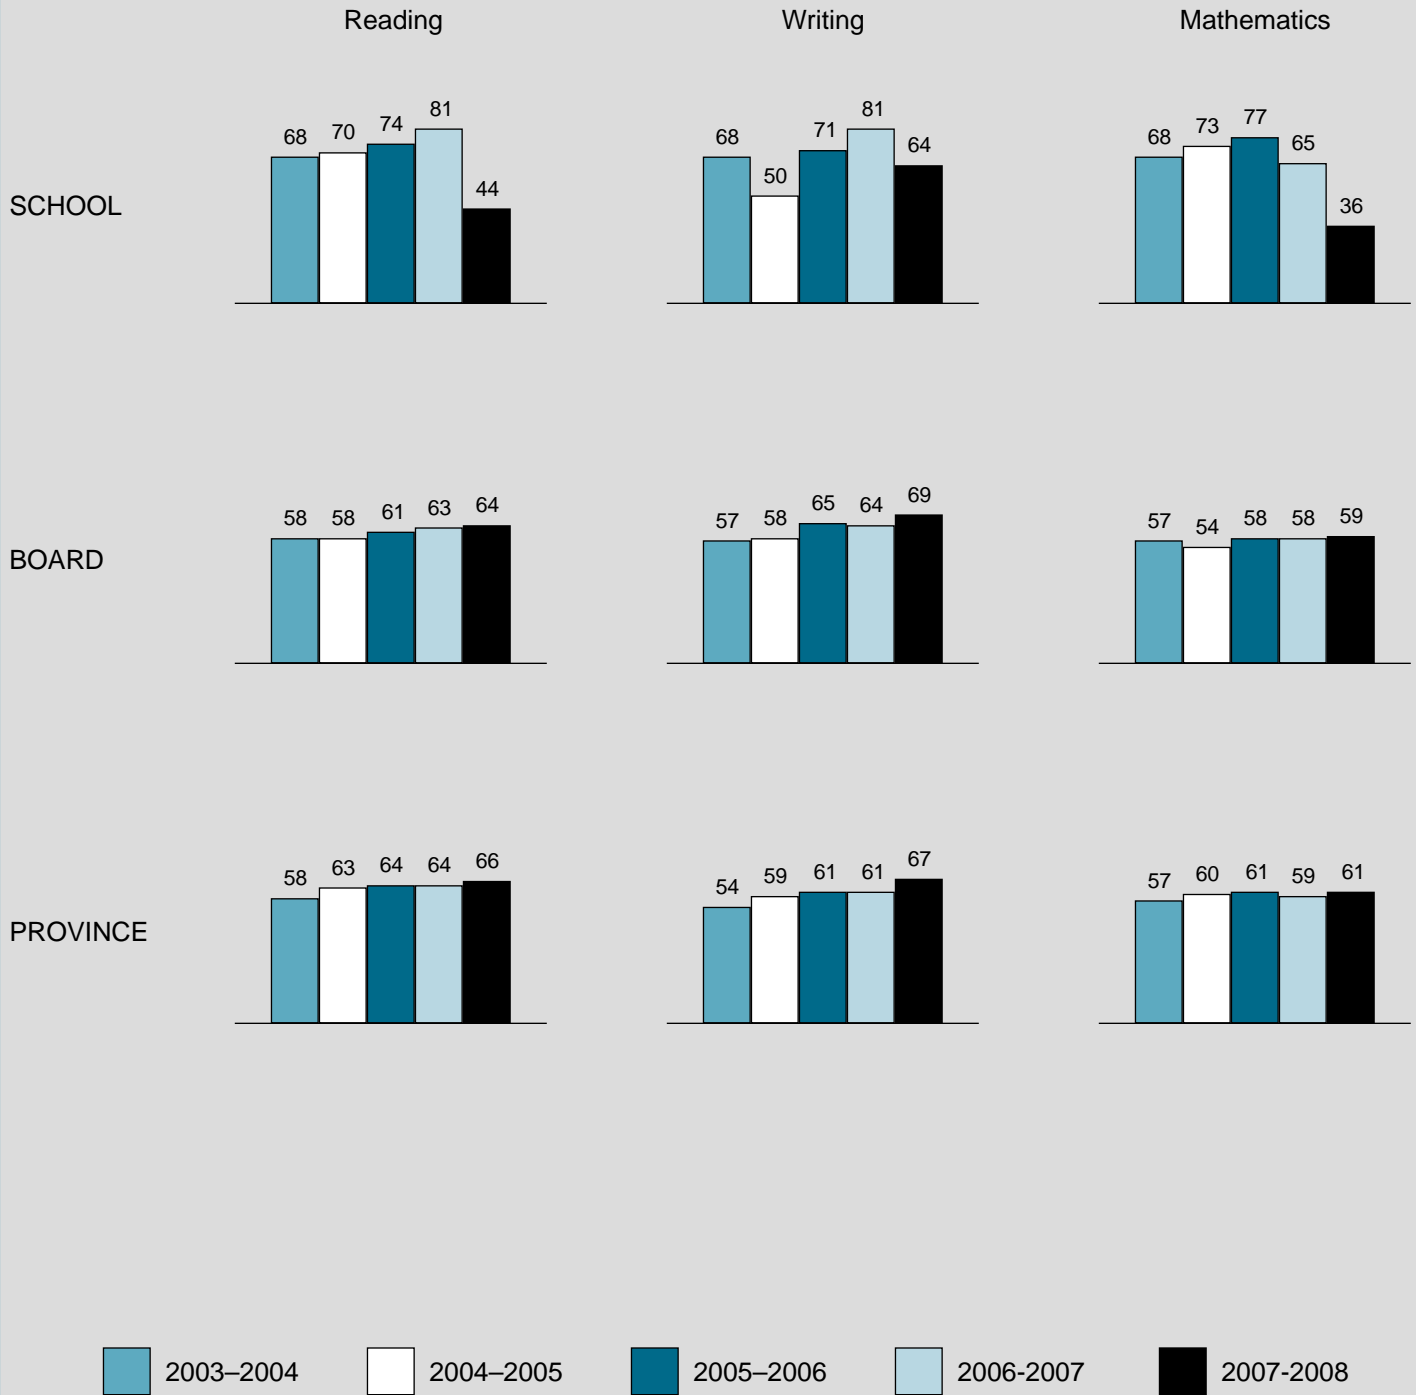 Reading Writing Mathematics
SCHOOL
68 70 74 81 44
68 50 71 81 64
68 73 77 65 36
BOARD
58 58 61 63 64
57 58 65 64 69
57 54 58 58 59
PROVINCE
58 63 64 64 66
54 59 61 61 67
57 60 61 59 61
2003–2004 2004–2005 2005–2006 2006-2007 2007-2008